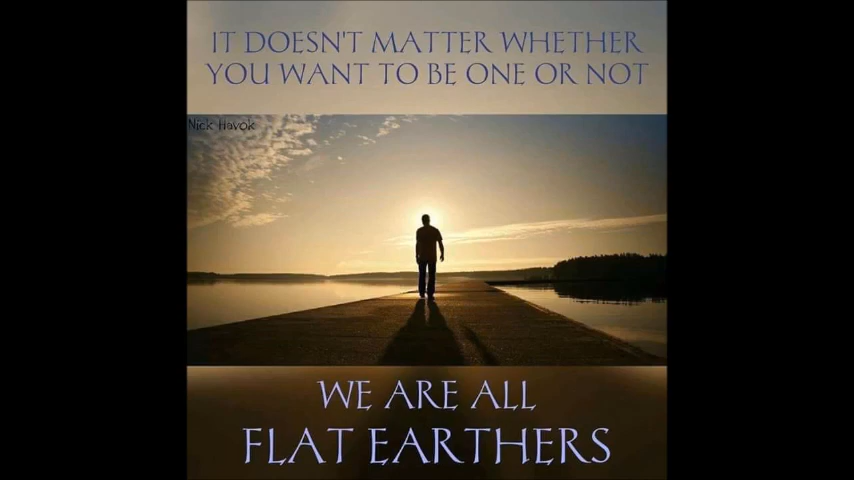 IT DOESN'T MATTER WHETHER
YOU WANT TO BE ONE OR NOT
Nick Havok
WE ARE ALL
FLAT EARTHERS